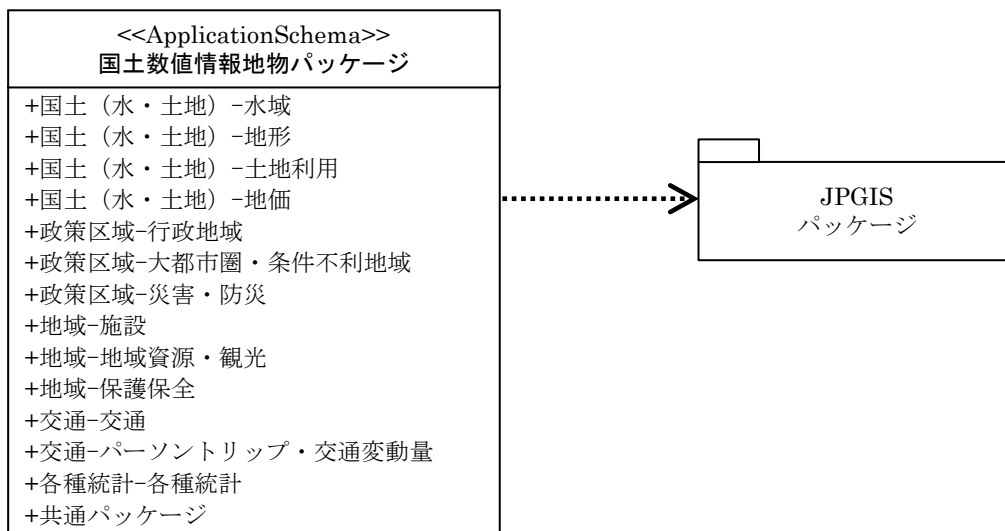 <<ApplicationSchema>>
国土数値情報地物パッケージ
+国土（水・土地）-水域
+国土（水・土地）-地形
+国土（水・土地）-土地利用
+国土（水・土地）-地価
+政策区域-行政地域
+政策区域-大都市圏・条件不利地域
+政策区域-災害・防災
+地域-施設
+地域-地域資源・観光
+地域-保護保全
+交通-交通
+交通-パーソントリップ・交通変動量
+各種統計-各種統計
+共通パッケージ
JPGIS
パッケージ